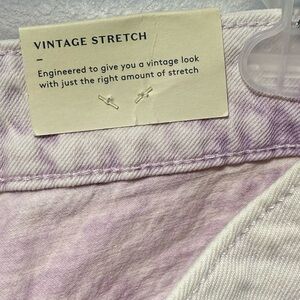 VINTAGE STRETCH
–
Engineered to give you a vintage look
with just the right amount of stretch